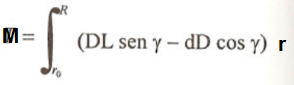 M = ∫_{r₀}^{R} (DL sen γ – dD cos γ) r